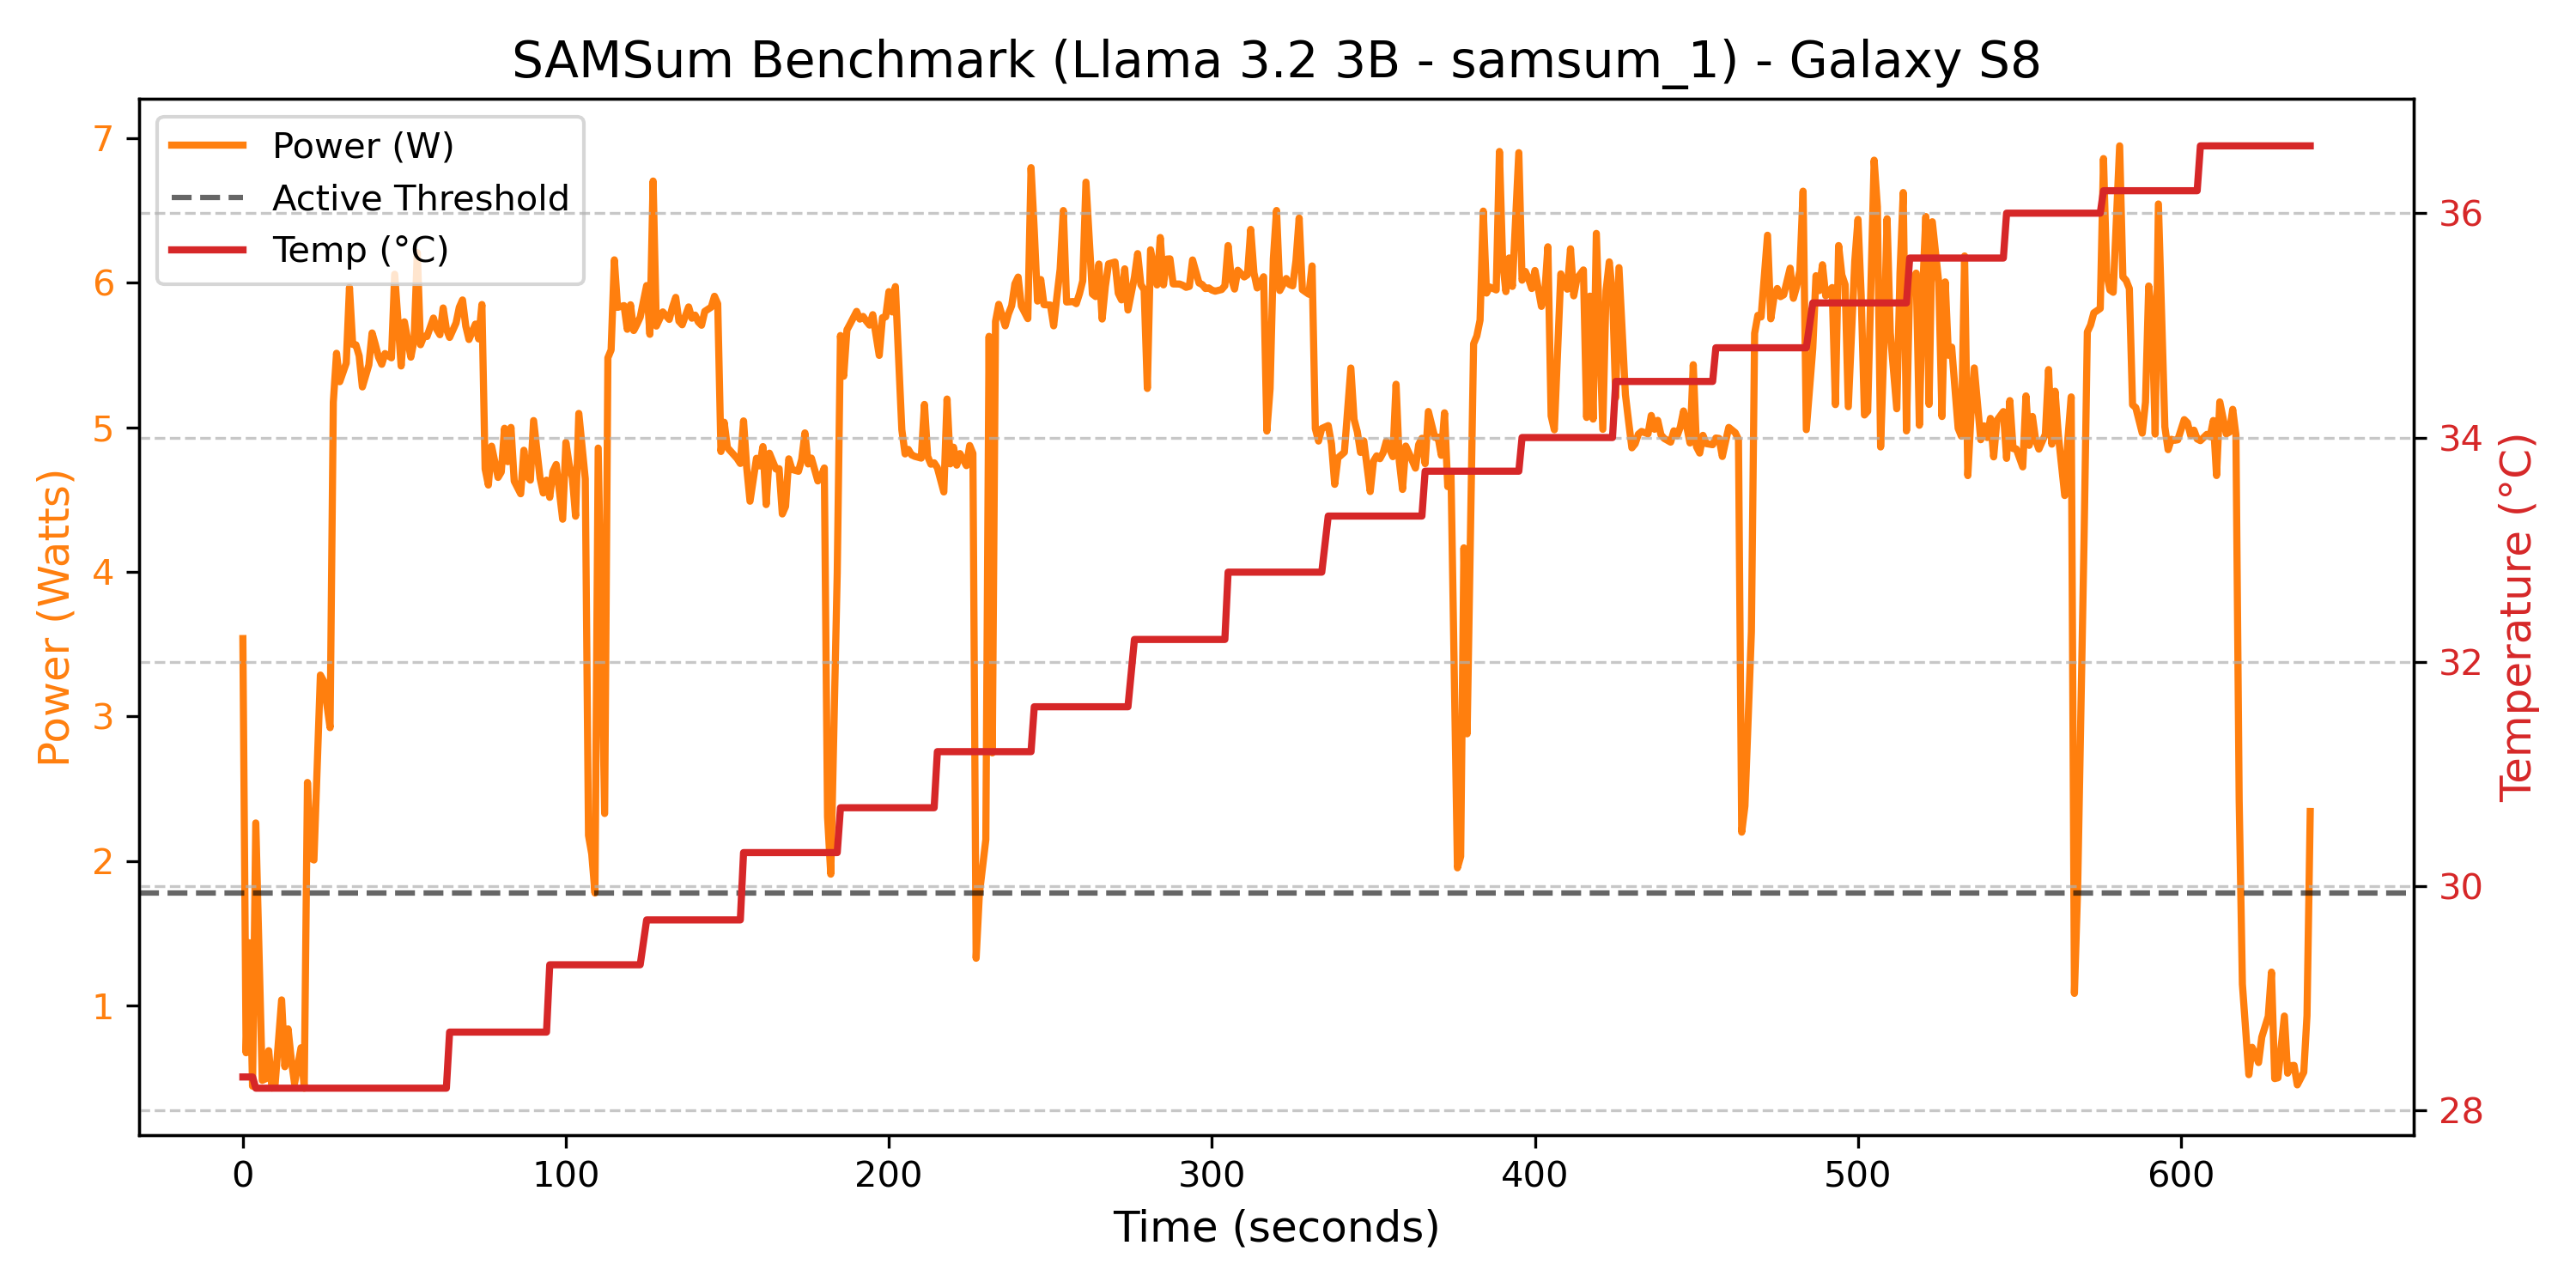 SAMSum Benchmark (Llama 3.2 3B - samsum_1) - Galaxy S8
Power (W)
Active Threshold
Temp (°C)
Power (Watts)
7
6
5
4
3
2
1
36
34
32
30
28
Temperature (°C)
0 100 200 300 400 500 600
Time (seconds)